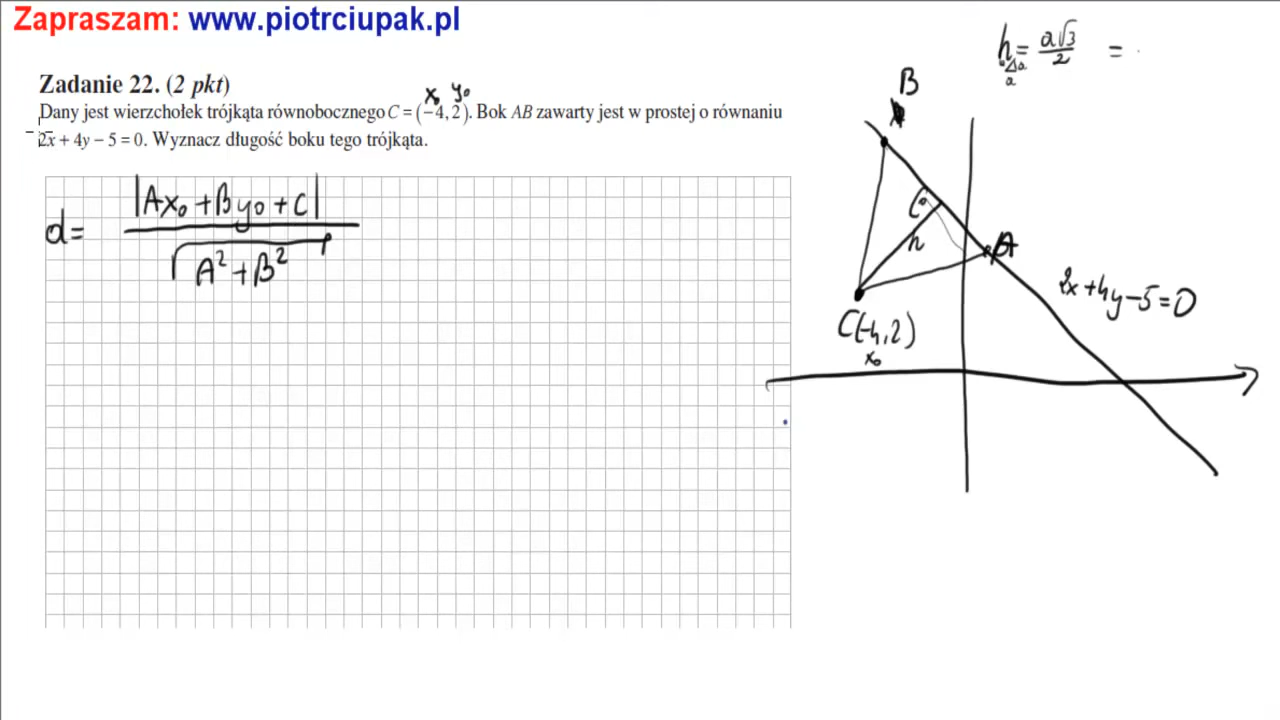 Zapraszam: www.piotrciupak.pl
Zadanie 22. (2 pkt)
x₀ y₀
Dany jest wierzchołek trójkąta równobocznego C = (−4, 2). Bok AB zawarty jest w prostej o równaniu
2x + 4y − 5 = 0. Wyznacz długość boku tego trójkąta.
d= |Ax₀ + By₀ + C|
√A² + B²
h△a = a√3 / 2 =
a
B
h
A
2x+4y−5=0
C(-4,2)
x₀